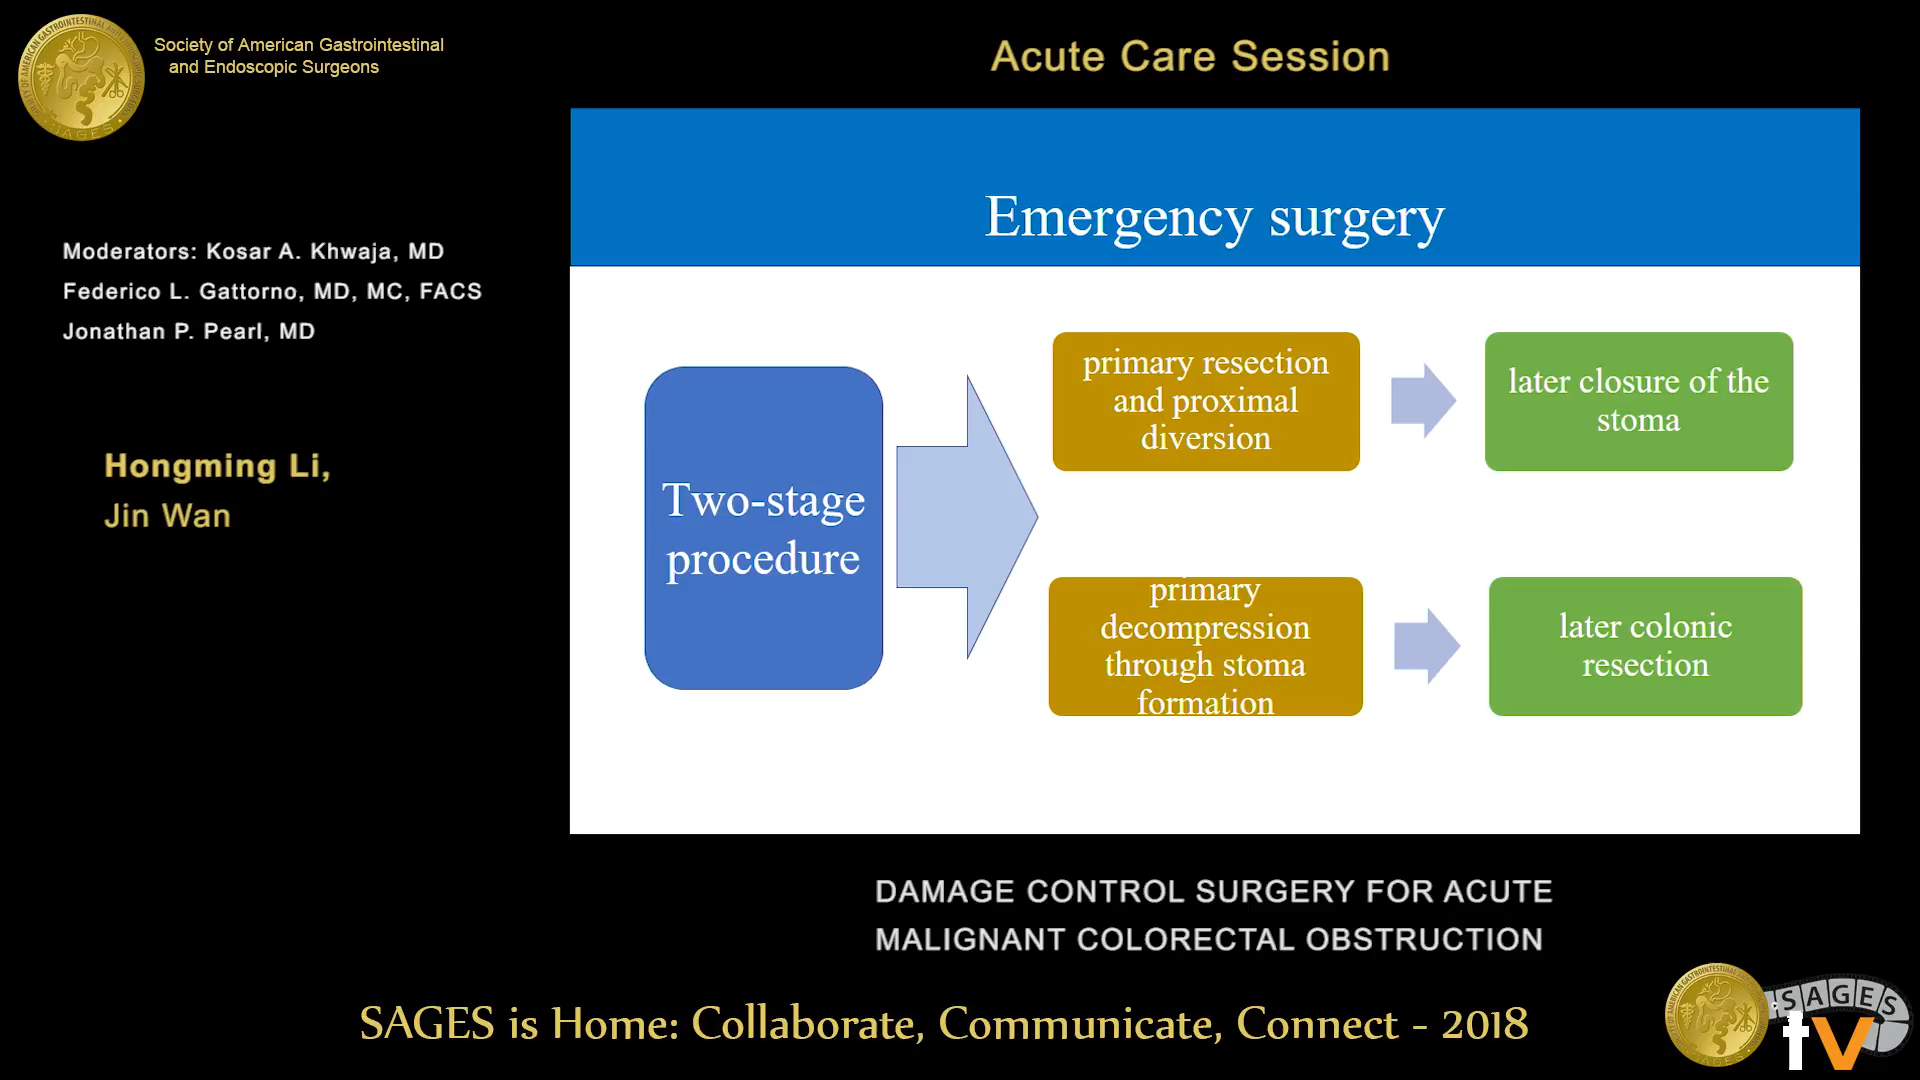 Society of American Gastrointestinal
and Endoscopic Surgeons
Acute Care Session
Moderators: Kosar A. Khwaja, MD
Federico L. Gattorno, MD, MC, FACS
Jonathan P. Pearl, MD
Hongming Li,
Jin Wan
Emergency surgery
Two-stage
procedure
primary resection
and proximal
diversion
later closure of the
stoma
primary
decompression
through stoma
formation
later colonic
resection
DAMAGE CONTROL SURGERY FOR ACUTE
MALIGNANT COLORECTAL OBSTRUCTION
SAGES is Home: Collaborate, Communicate, Connect - 2018
SAGES
tv